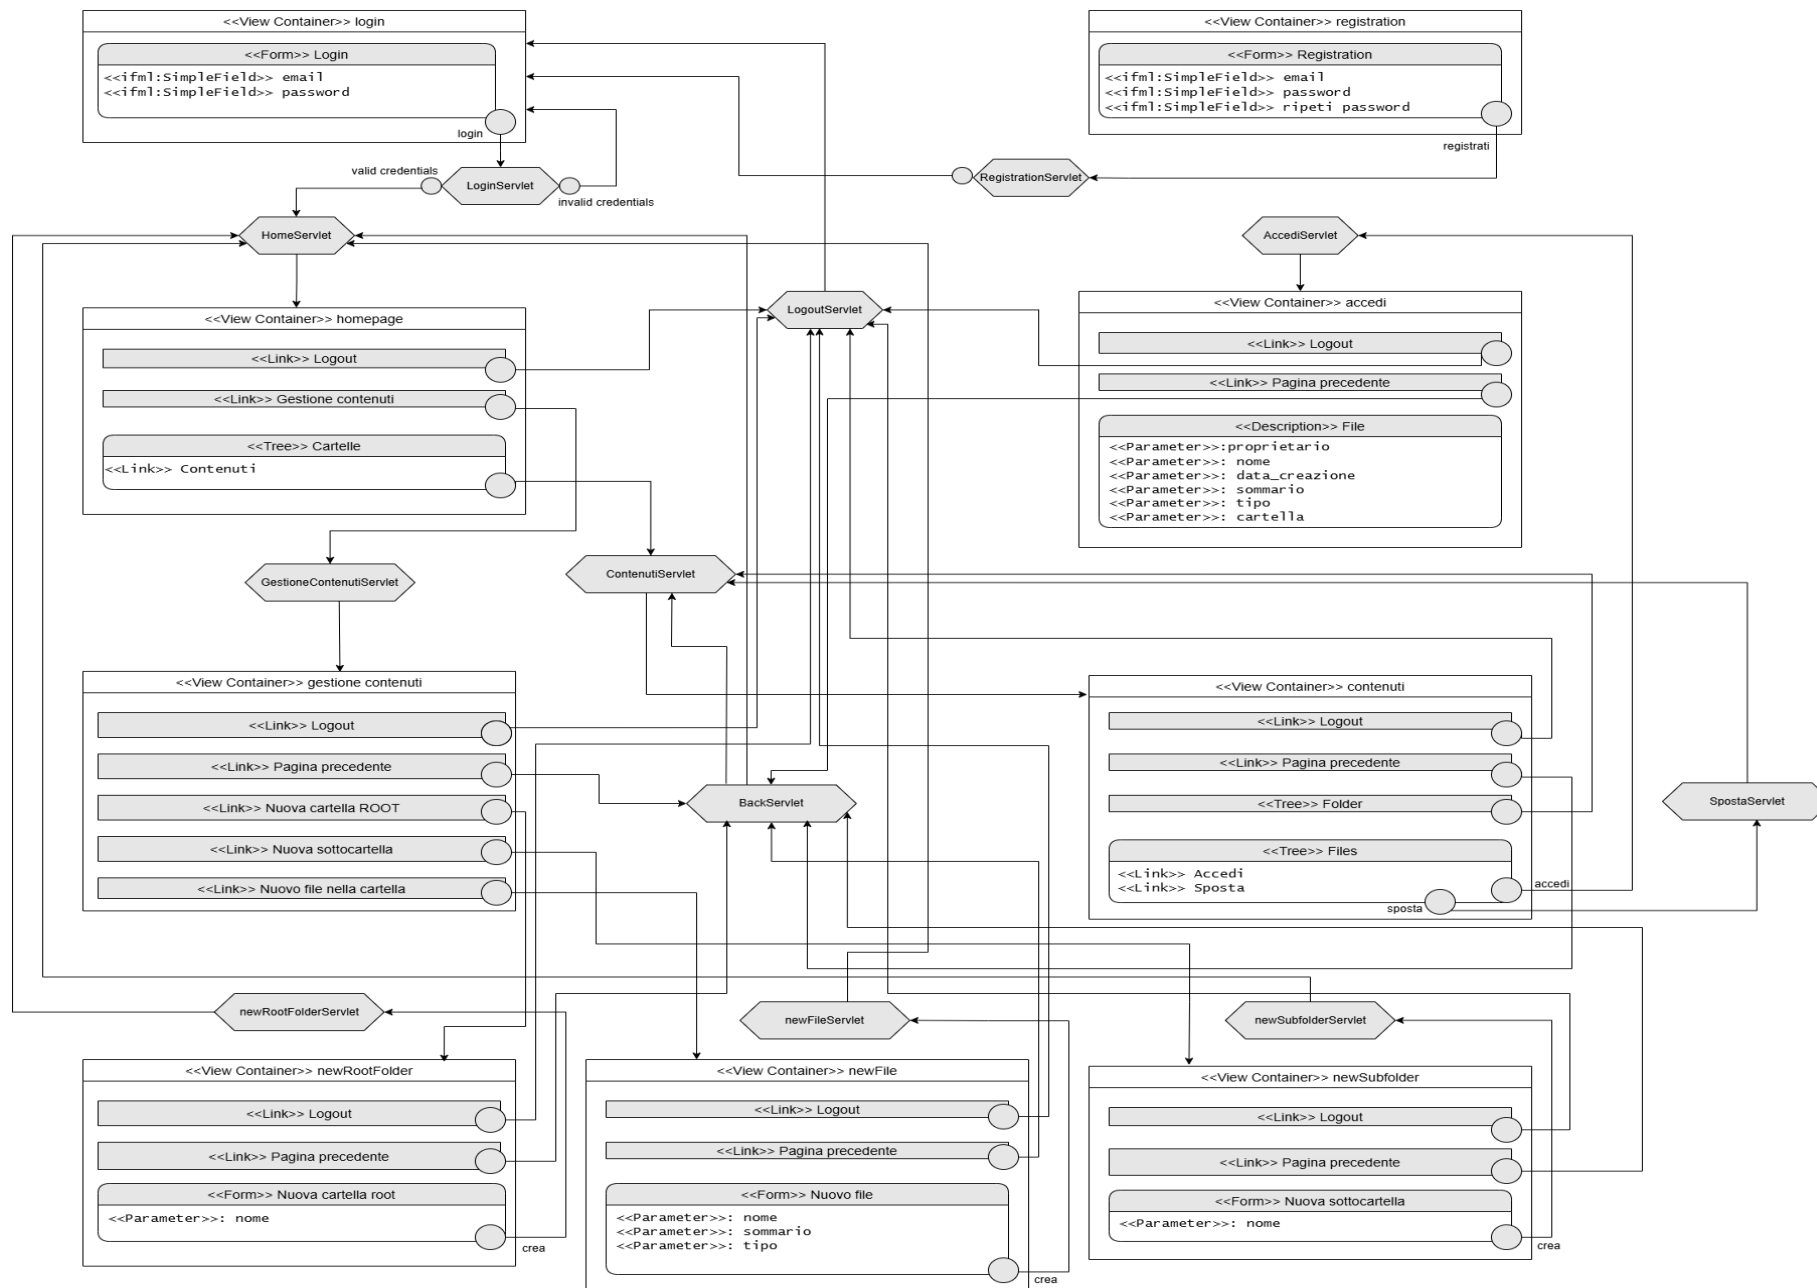 <<View Container>> login
<<Form>> Login
<<ifml:SimpleField>> email
<<ifml:SimpleField>> password
login
<<View Container>> registration
<<Form>> Registration
<<ifml:SimpleField>> email
<<ifml:SimpleField>> password
<<ifml:SimpleField>> ripeti password
registrati
valid credentials
LoginServlet
invalid credentials
RegistrationServlet
HomeServlet
AccediServlet
LogoutServlet
<<View Container>> homepage
<<Link>> Logout
<<Link>> Gestione contenuti
<<Tree>> Cartelle
<<Link>> Contenuti
<<View Container>> accedi
<<Link>> Logout
<<Link>> Pagina precedente
<<Description>> File
<<Parameter>>:proprietario
<<Parameter>>: nome
<<Parameter>>: data_creazione
<<Parameter>>: sommario
<<Parameter>>: tipo
<<Parameter>>: cartella
GestioneContenutiServlet
ContenutiServlet
<<View Container>> gestione contenuti
<<Link>> Logout
<<Link>> Pagina precedente
<<Link>> Nuova cartella ROOT
<<Link>> Nuova sottocartella
<<Link>> Nuovo file nella cartella
BackServlet
<<View Container>> contenuti
<<Link>> Logout
<<Link>> Pagina precedente
<<Tree>> Folder
<<Tree>> Files
<<Link>> Accedi
<<Link>> Sposta
accedi
sposta
SpostaServlet
newRootFolderServlet
newFileServlet
newSubfolderServlet
<<View Container>> newRootFolder
<<Link>> Logout
<<Link>> Pagina precedente
<<Form>> Nuova cartella root
<<Parameter>>: nome
crea
<<View Container>> newFile
<<Link>> Logout
<<Link>> Pagina precedente
<<Form>> Nuovo file
<<Parameter>>: nome
<<Parameter>>: sommario
<<Parameter>>: tipo
crea
<<View Container>> newSubfolder
<<Link>> Logout
<<Link>> Pagina precedente
<<Form>> Nuova sottocartella
<<Parameter>>: nome
crea